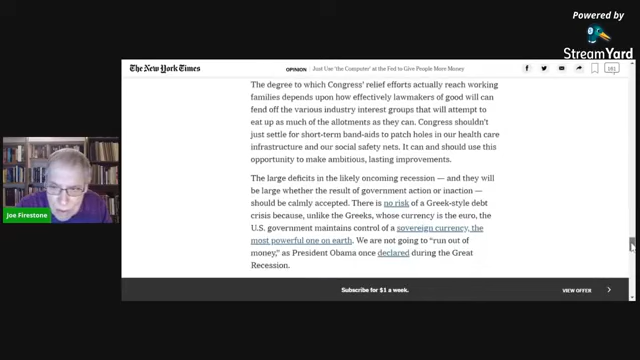 Powered by
StreamYard
The New York Times
OPINION | Just Use 'the Computer' at the Fed to Give People More Money
181
The degree to which Congress's relief efforts actually reach working
families depends upon how effectively lawmakers of good will can
fend off the various industry interest groups that will attempt to
eat up as much of the allotments as they can. Congress shouldn't
just settle for short-term band-aids to patch holes in our health care
infrastructure and our social safety nets. It can and should use this
opportunity to make ambitious, lasting improvements.
The large deficits in the likely oncoming recession — and they will
be large whether the result of government action or inaction —
should be calmly accepted. There is no risk of a Greek-style debt
crisis because, unlike the Greeks, whose currency is the euro, the
U.S. government maintains control of a sovereign currency, the
most powerful one on earth. We are not going to "run out of
money," as President Obama once declared during the Great
Recession.
Joe Firestone
Subscribe for $1 a week.
VIEW OFFER